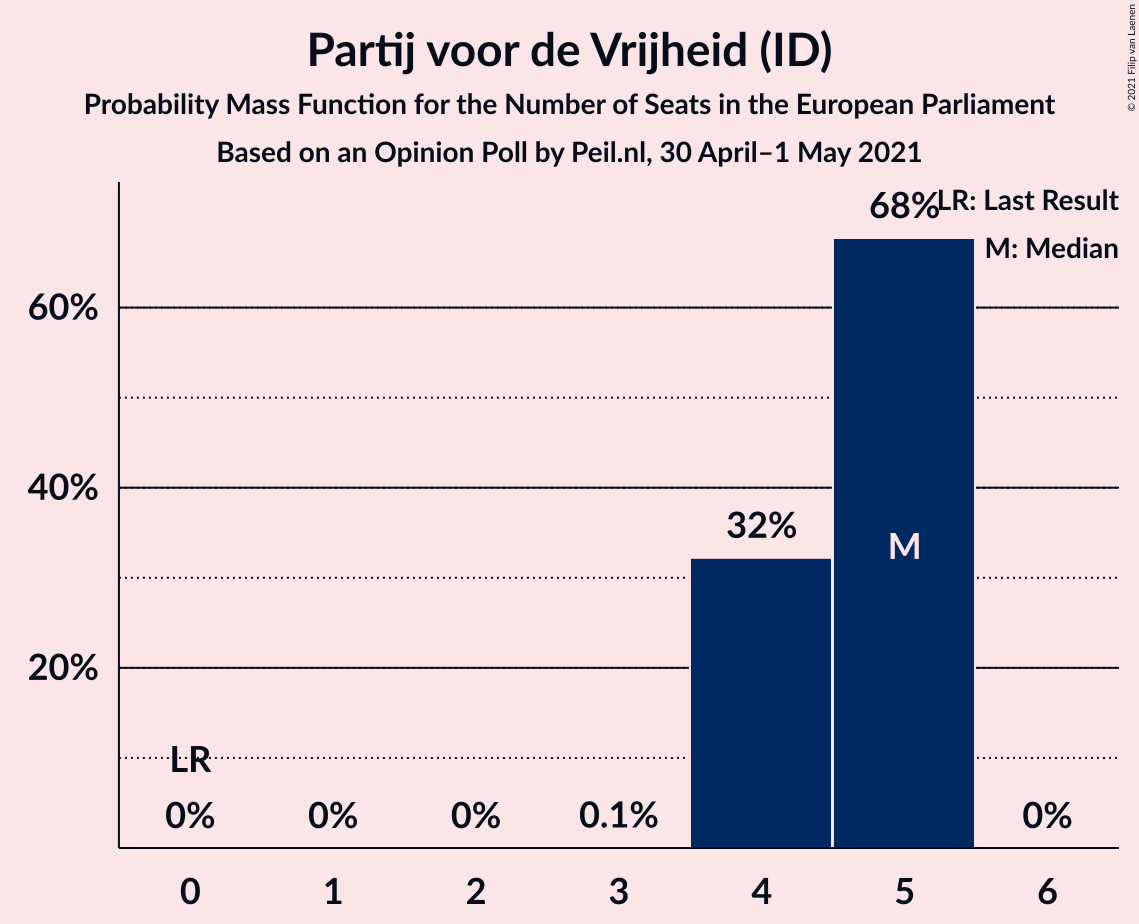 Partij voor de Vrijheid (ID)
Probability Mass Function for the Number of Seats in the European Parliament
Based on an Opinion Poll by Peil.nl, 30 April–1 May 2021
© 2021 Filip van Laenen
LR: Last Result
M: Median
68%
60%
40%
32%
M
20%
LR
0%
0%
0%
0.1%
0%
0
1
2
3
4
5
6